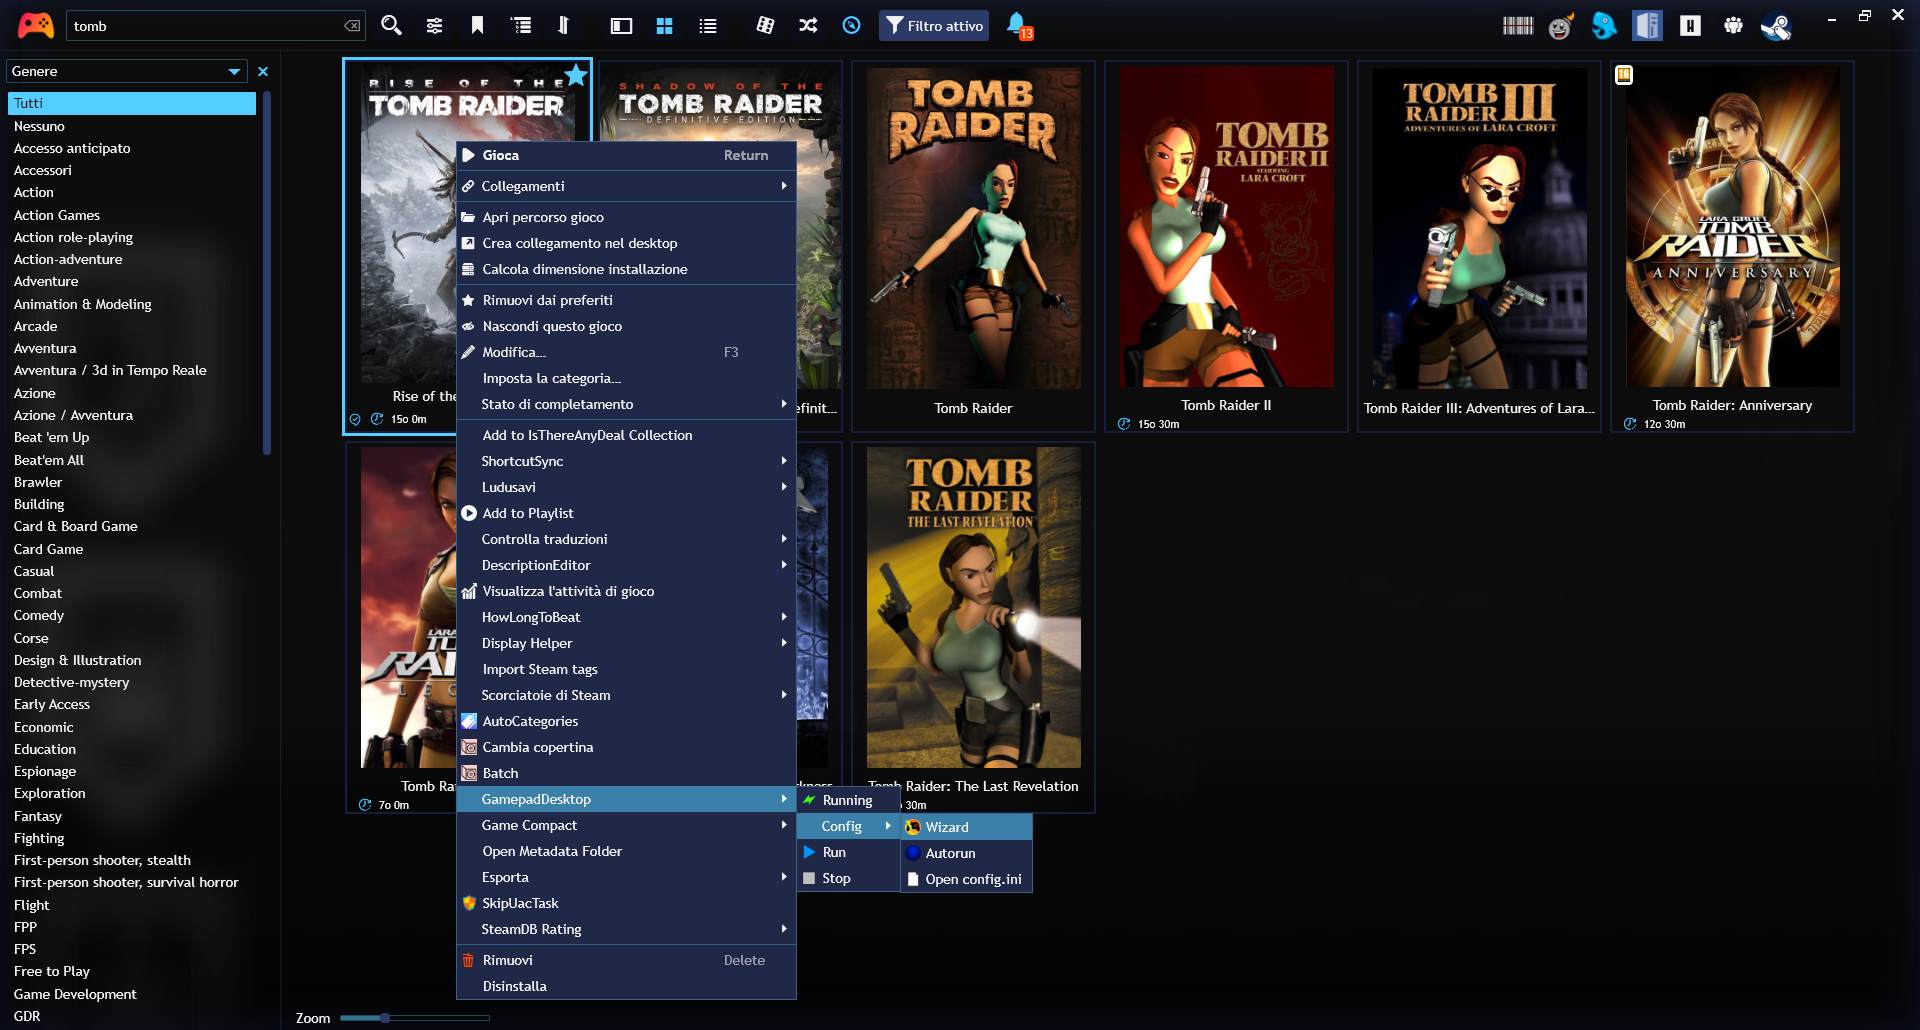 tomb
Filtro attivo
13
Genere
Tutti
Nessuno
Accesso anticipato
Accessori
Action
Action Games
Action role-playing
Action-adventure
Adventure
Animation & Modeling
Arcade
Avventura
Avventura / 3d in Tempo Reale
Azione
Azione / Avventura
Beat 'em Up
Beat'em All
Brawler
Building
Card & Board Game
Card Game
Casual
Combat
Comedy
Corse
Design & Illustration
Detective-mystery
Early Access
Economic
Education
Espionage
Exploration
Fantasy
Fighting
First-person shooter, stealth
First-person shooter, survival horror
Flight
FPP
FPS
Free to Play
Game Development
GDR
RISE OF THE
TOMB RAIDER
Rise of the
15o 0m
SHADOW OF THE
TOMB RAIDER
DEFINITIVE EDITION
efinit...
TOMB
RAIDER
Tomb Raider
TOMB
RAIDER II
STARRING
LARA CROFT
Tomb Raider II
15o 30m
TOMB
RAIDER III
ADVENTURES OF LARA CROFT
Tomb Raider III: Adventures of Lara...
16
LARA CROFT
TOMB
RAIDER
ANNIVERSARY
Tomb Raider: Anniversary
12o 30m
Tomb Ra
7o 0m
rkness
TOMB
RAIDER
THE LAST REVELATION
Tomb Raider: The Last Revelation
30m
Gioca Return
Collegamenti
Apri percorso gioco
Crea collegamento nel desktop
Calcola dimensione installazione
Rimuovi dai preferiti
Nascondi questo gioco
Modifica... F3
Imposta la categoria...
Stato di completamento
Add to IsThereAnyDeal Collection
ShortcutSync
Ludusavi
Add to Playlist
Controlla traduzioni
DescriptionEditor
Visualizza l'attività di gioco
HowLongToBeat
Display Helper
Import Steam tags
Scorciatoie di Steam
AutoCategories
Cambia copertina
Batch
GamepadDesktop
Game Compact
Open Metadata Folder
Esporta
SkipUacTask
SteamDB Rating
Rimuovi Delete
Disinstalla
Running
Config
Run
Stop
Wizard
Autorun
Open config.ini
Zoom